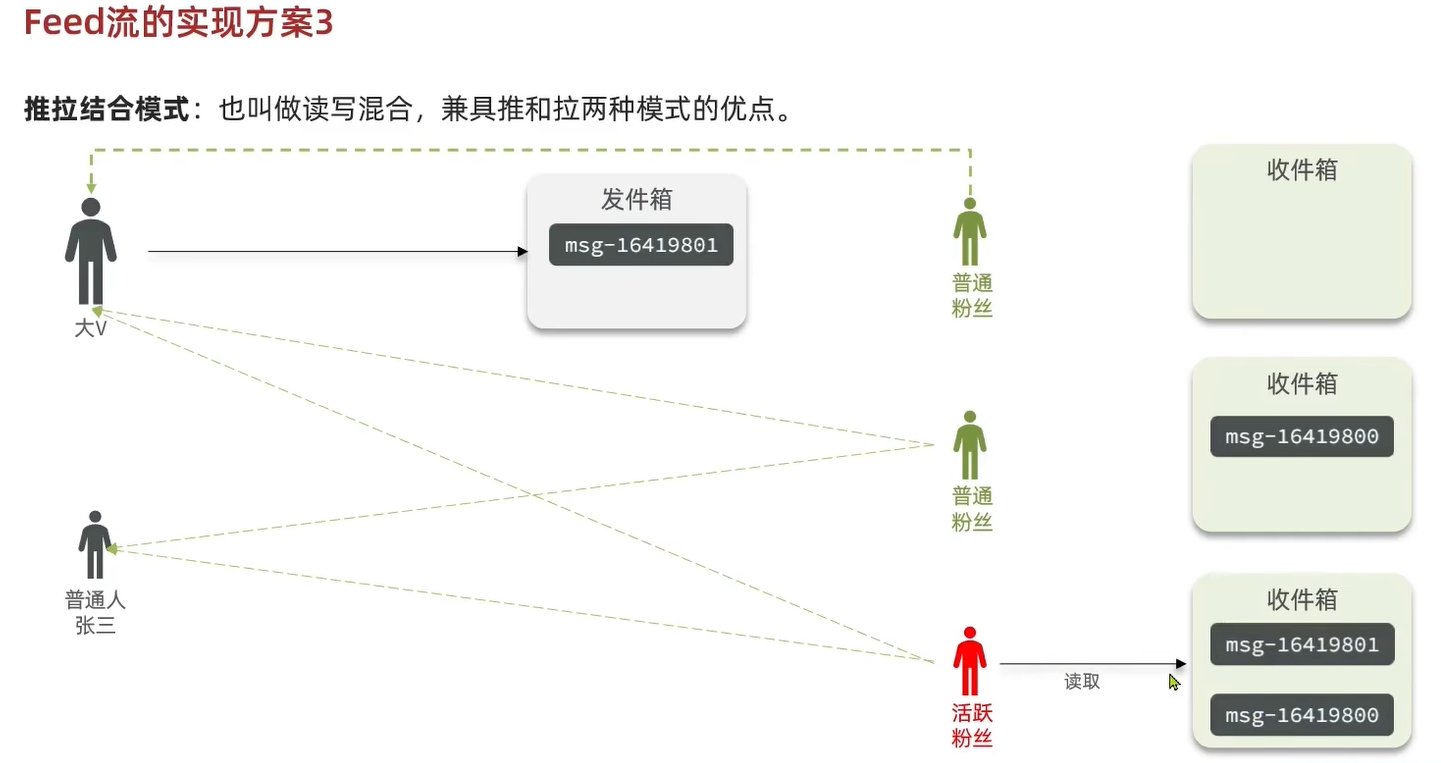 Feed流的实现方案3
推拉结合模式：也叫做读写混合，兼具推和拉两种模式的优点。
大V
发件箱
msg-16419801
普通
粉丝
收件箱
普通
粉丝
收件箱
msg-16419800
普通人
张三
活跃
粉丝
读取
收件箱
msg-16419801
msg-16419800